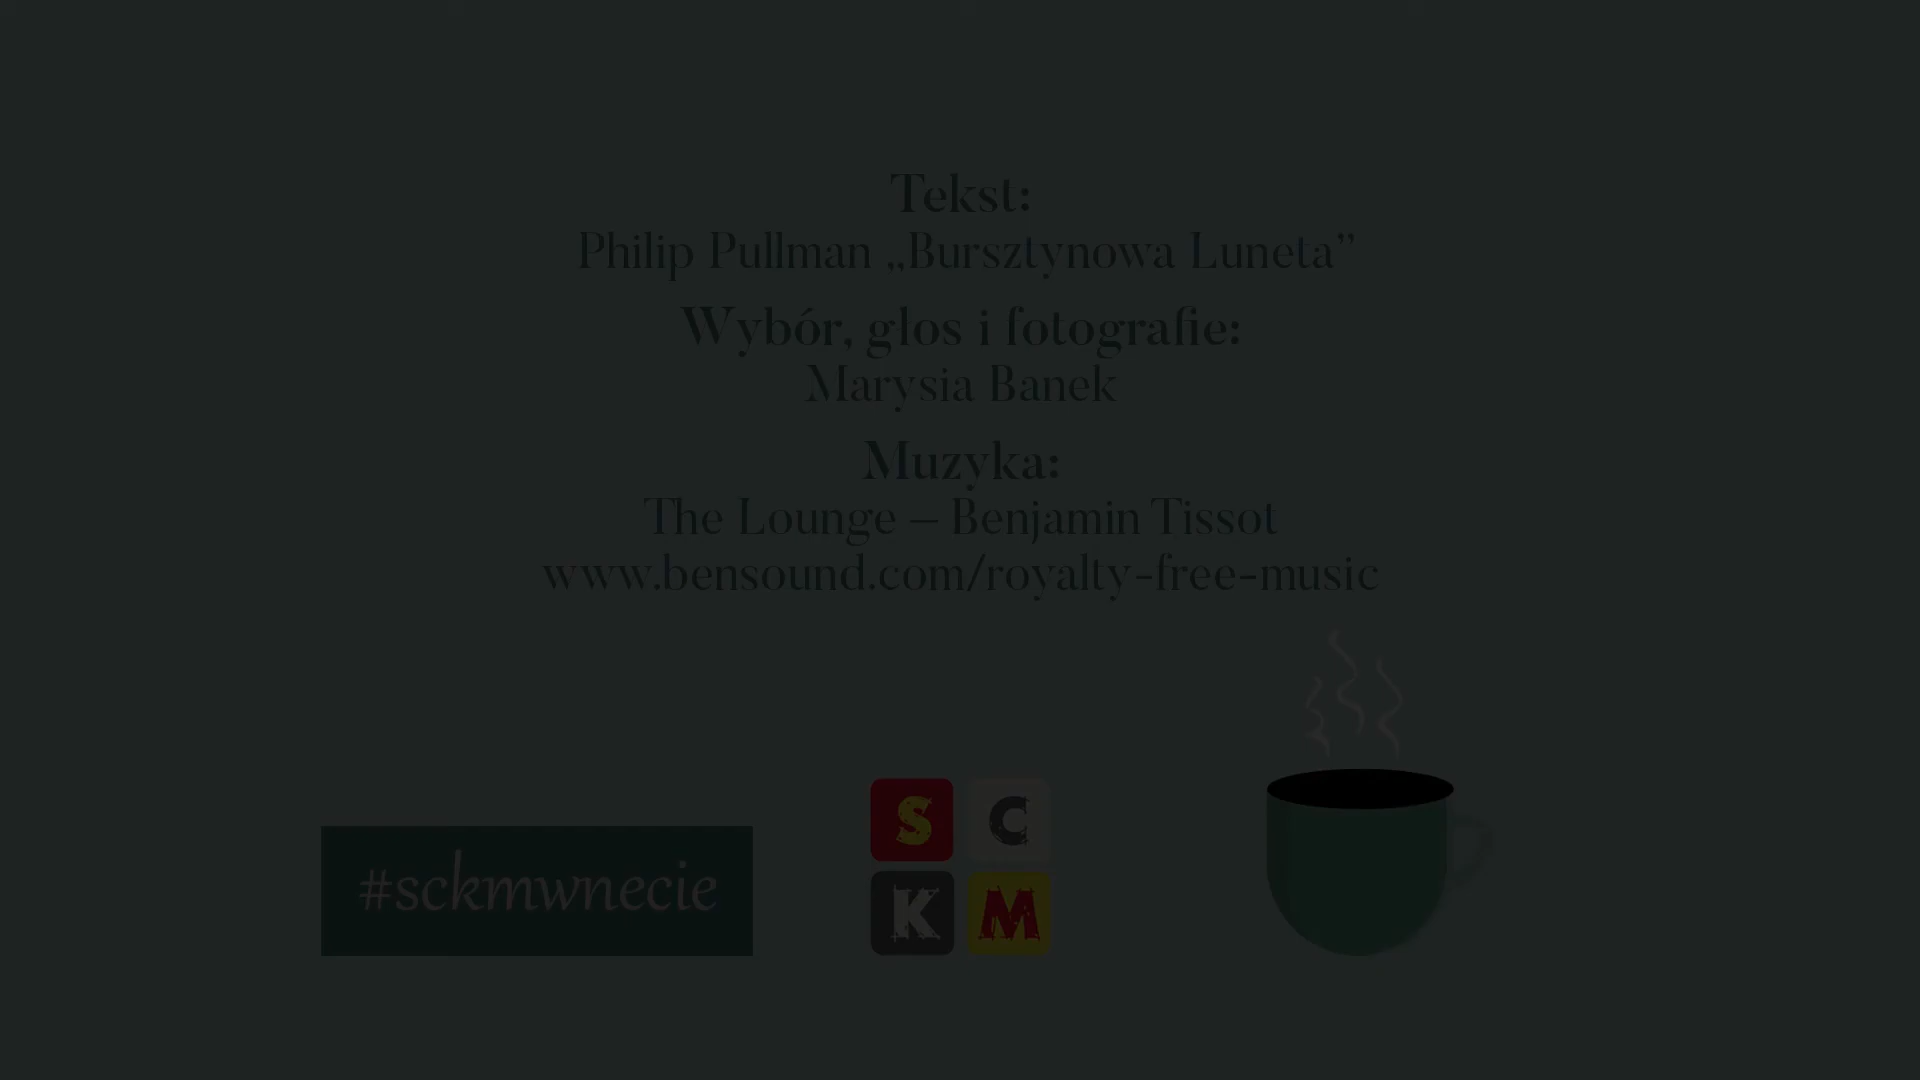 Tekst:
Philip Pullman „Bursztynowa Luneta”
Wybór, głos i fotografie:
Marysia Banek
Muzyka:
The Lounge – Benjamin Tissot
www.bensound.com/royalty-free-music
#sckmwnecie
S C
K M